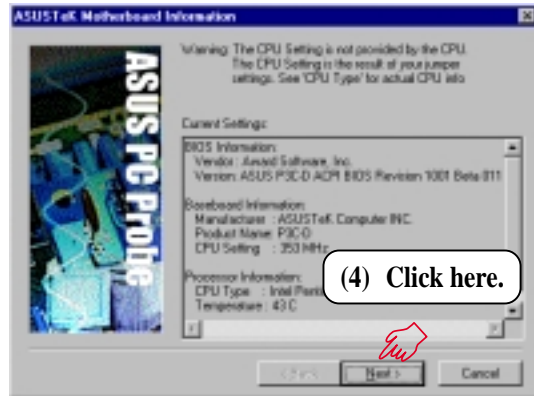 ASUSTeK Motherboard Information
ASUS PC Probe
Warning: The CPU Setting is not provided by the CPU.
The CPU Setting is the result of your jumper
settings. See 'CPU Type' for actual CPU info
Current Settings:
BIOS Information:
Vendor: Award Software, Inc.
Version: ASUS P3C-D ACPI BIOS Revision 1001 Beta 011
Baseboard Information:
Manufacturer : ASUSTeK Computer INC.
Product Name: P3C-D
CPU Setting : 353 MHz
Processor Information:
CPU Type : Intel
Temperature : 43 C
(4) Click here.
< Back
Next >
Cancel